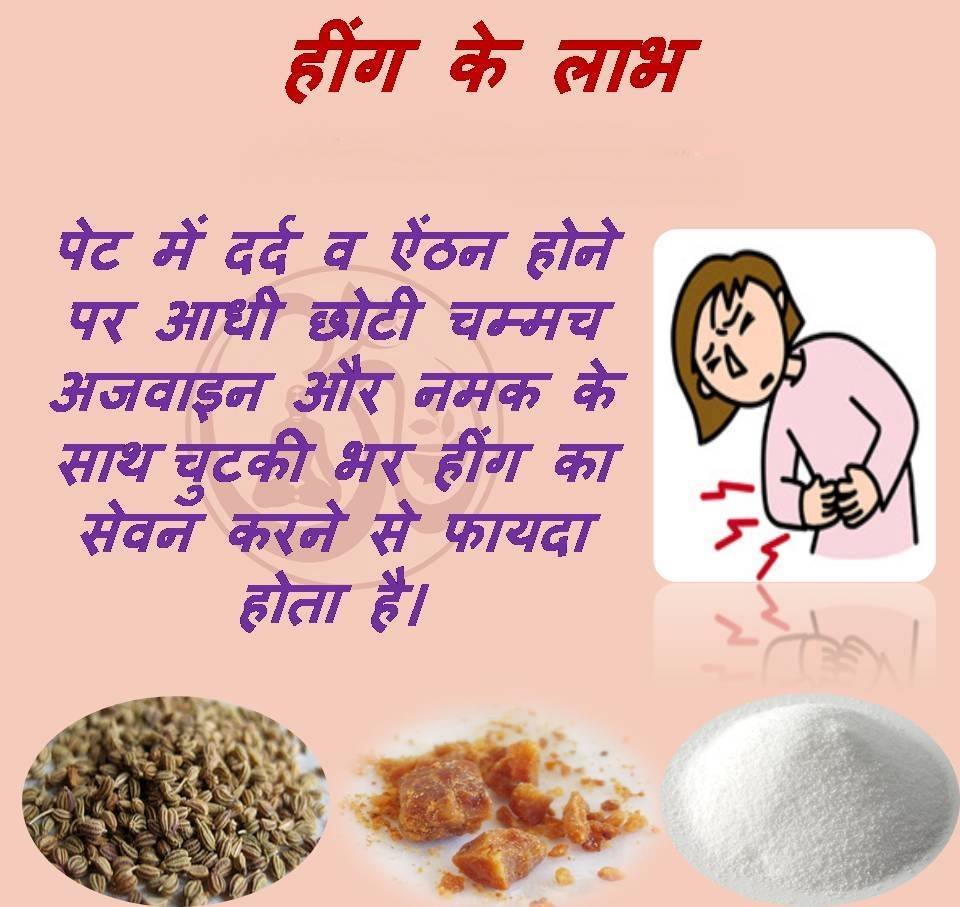 हींग के लाभ
पेट में दर्द व ऐंठन होने
पर आधी छोटी चम्मच
अजवाइन और नमक के
साथ चुटकी भर हींग का
सेवन करने से फायदा
होता है।